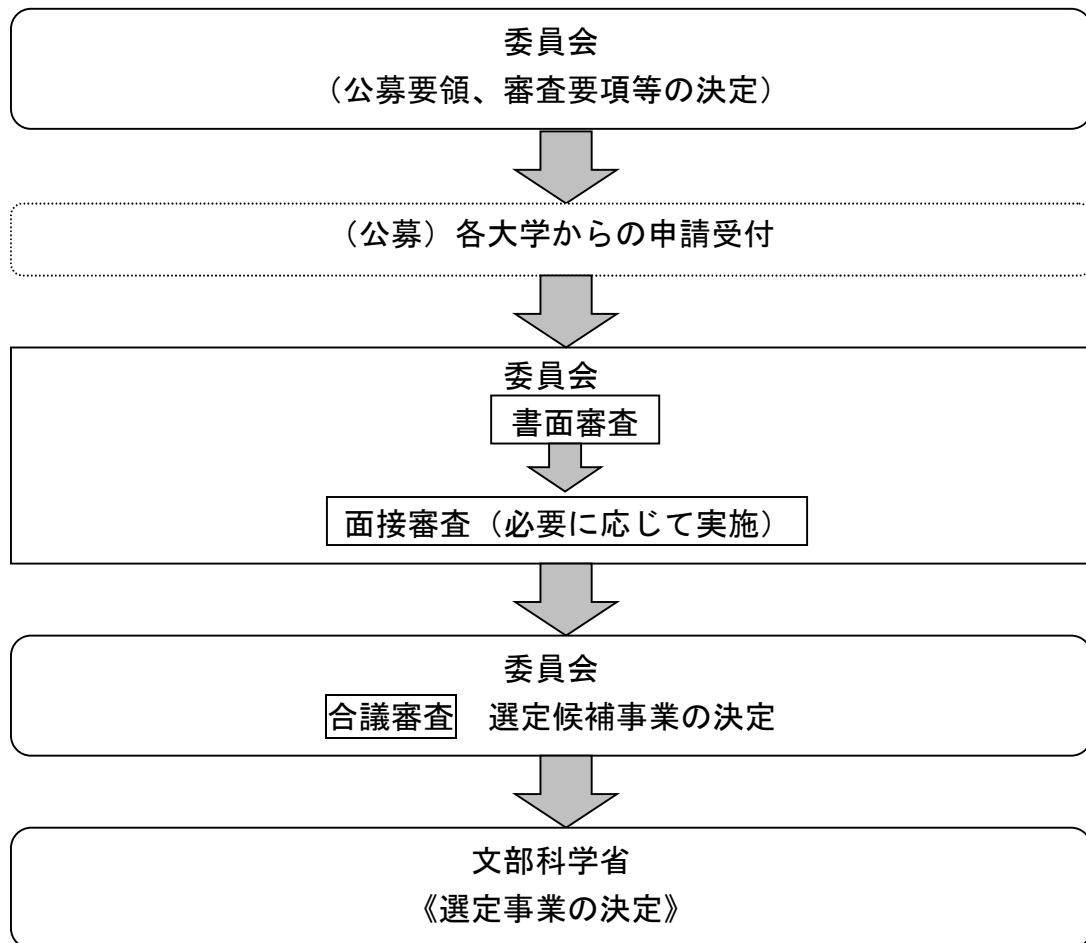 委員会
（公募要領、審査要項等の決定）
（公募）各大学からの申請受付
委員会
書面審査
面接審査（必要に応じて実施）
委員会
合議審査　選定候補事業の決定
文部科学省
《選定事業の決定》